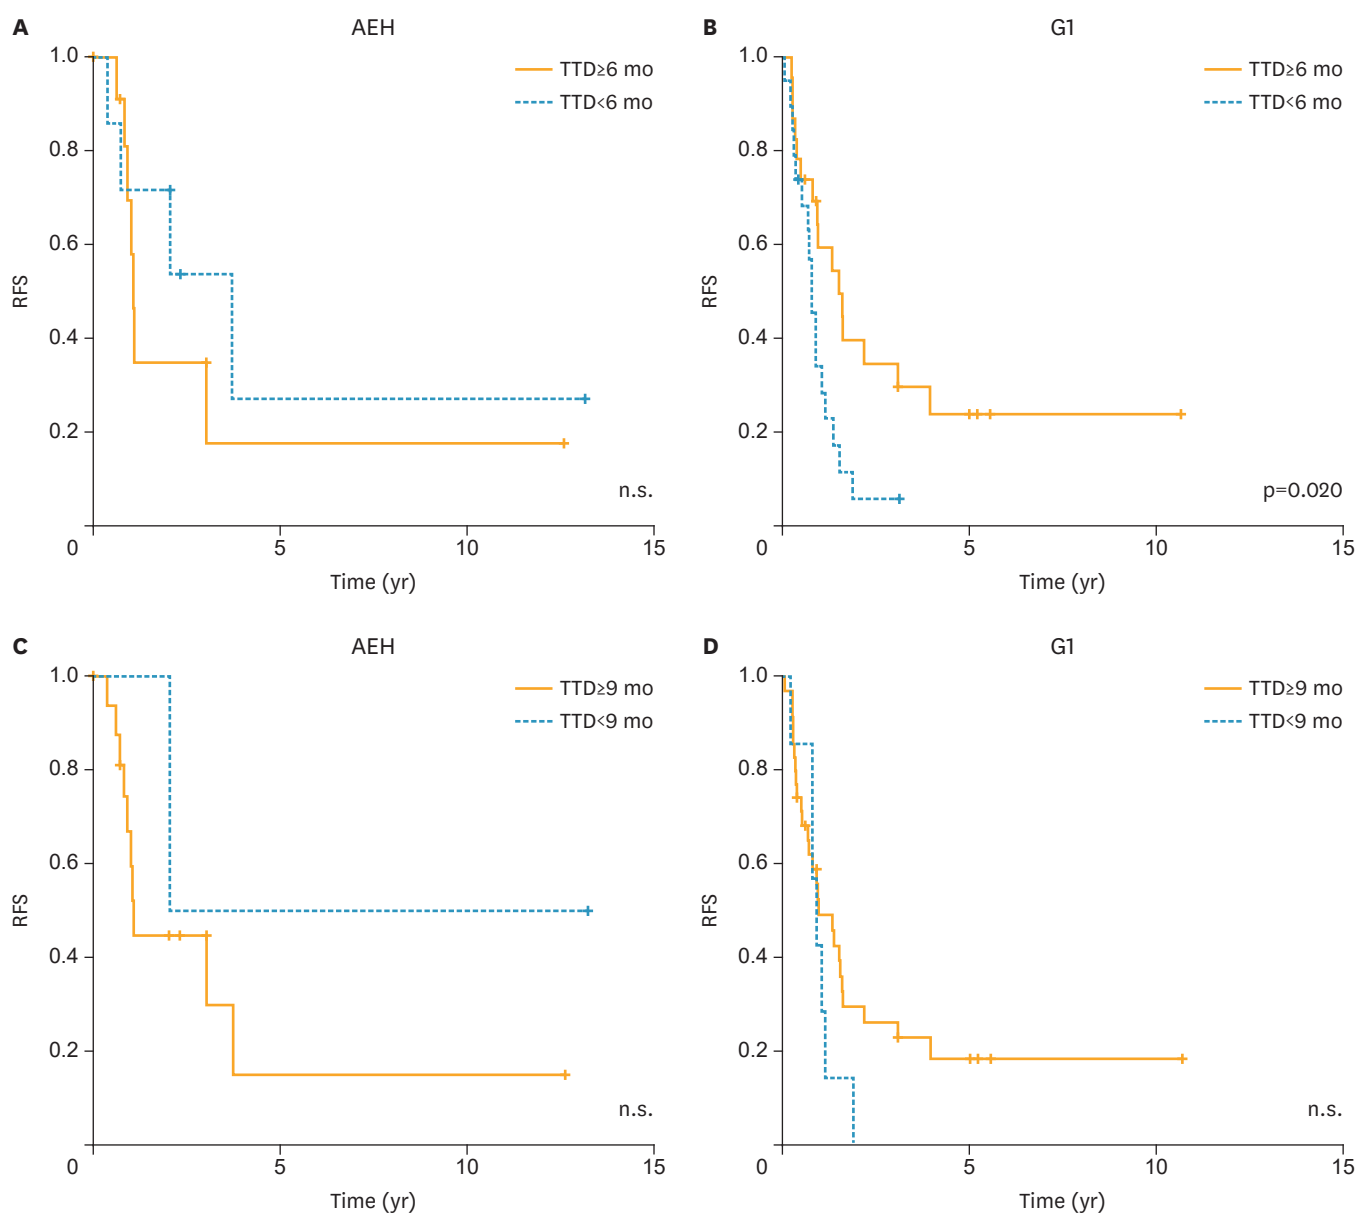 A
AEH
1.0
0.8
0.6
0.4
0.2
0
5
10
15
RFS
Time (yr)
TTD≥6 mo
TTD<6 mo
n.s.
B
G1
1.0
0.8
0.6
0.4
0.2
0
5
10
15
RFS
Time (yr)
TTD≥6 mo
TTD<6 mo
p=0.020
C
AEH
1.0
0.8
0.6
0.4
0.2
0
5
10
15
RFS
Time (yr)
TTD≥9 mo
TTD<9 mo
n.s.
D
G1
1.0
0.8
0.6
0.4
0.2
0
5
10
15
RFS
Time (yr)
TTD≥9 mo
TTD<9 mo
n.s.